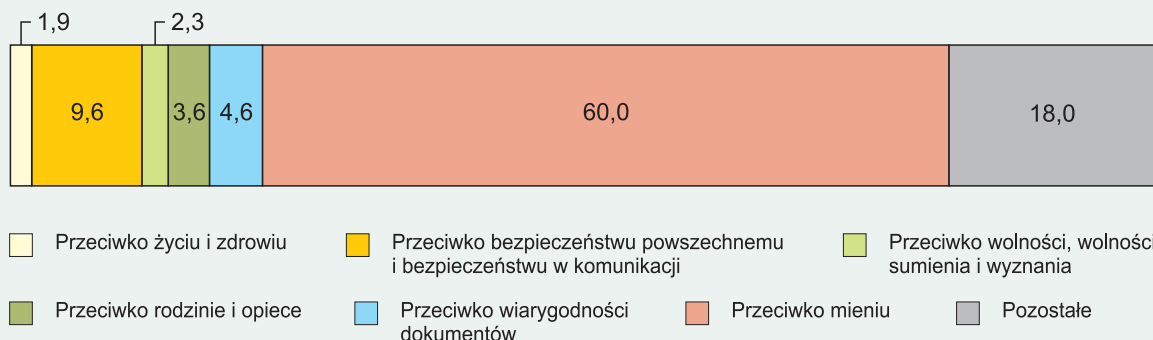 1,9
2,3
9,6
3,6
4,6
60,0
18,0
Przeciwko życiu i zdrowiu
Przeciwko bezpieczeństwu powszechnemu
i bezpieczeństwu w komunikacji
Przeciwko wolności, wolności
sumienia i wyznania
Przeciwko rodzinie i opiece
Przeciwko wiarygodności
dokumentów
Przeciwko mieniu
Pozostałe